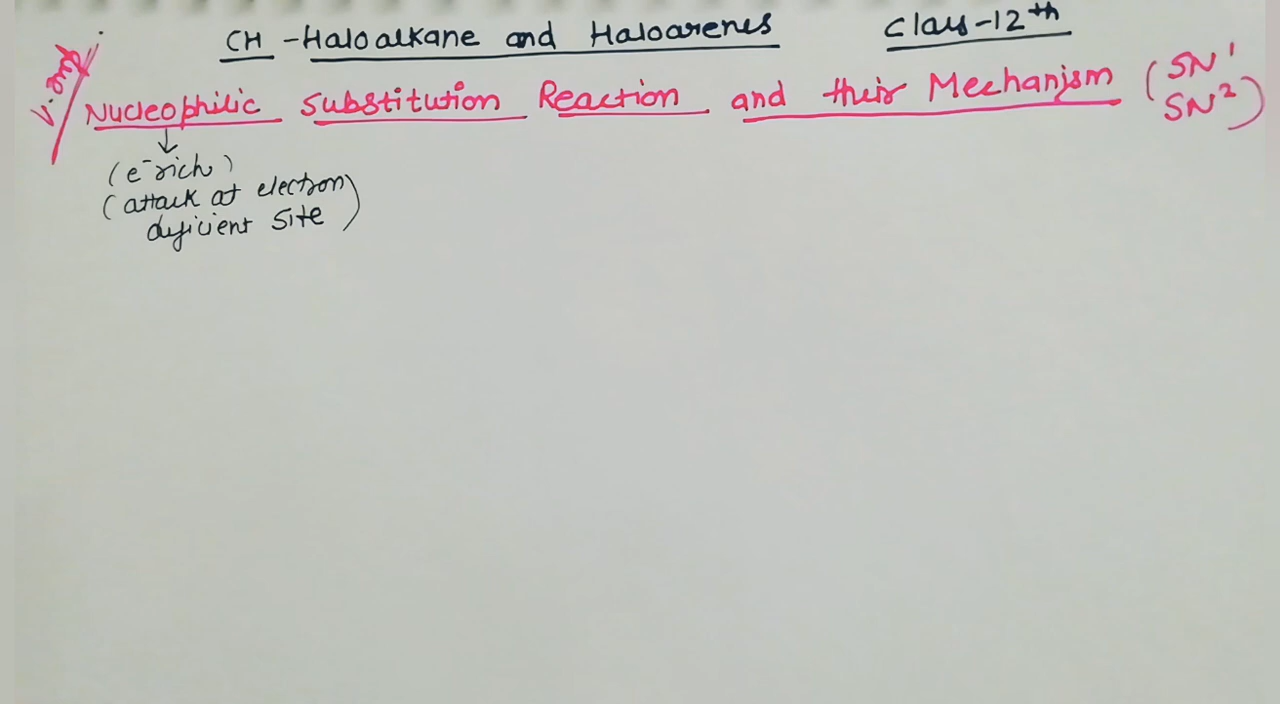 CH - Haloalkane and Haloarenes Class-12th
V. Imp
Nucleophilic Substitution Reaction and their Mechanism (SN1
SN2)
(e- rich)
(attack at electron
deficient Site)